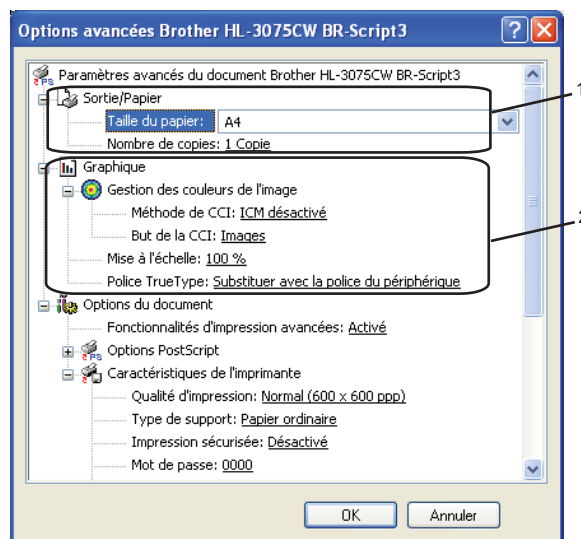 Options avancées Brother HL-3075CW BR-Script3
Paramètres avancés du document Brother HL-3075CW BR-Script3
Sortie/Papier
Taille du papier: A4
Nombre de copies: 1 Copie
1
Graphique
Gestion des couleurs de l'image
Méthode de CCI: ICM désactivé
But de la CCI: Images
2
Mise à l'échelle: 100 %
Police TrueType: Substituer avec la police du périphérique
Options du document
Fonctionnalités d'impression avancées: Activé
Options PostScript
Caractéristiques de l'imprimante
Qualité d'impression: Normal (600 x 600 ppp)
Type de support: Papier ordinaire
Impression sécurisée: Désactivé
Mot de passe: 0000
OK
Annuler